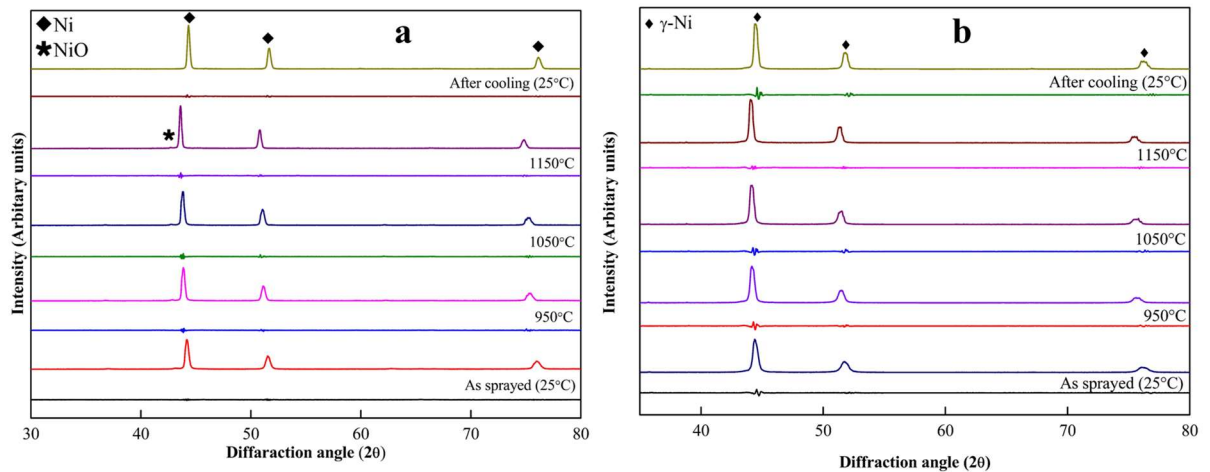 ◆ Ni
✱ NiO
a
After cooling (25°C)
1150°C
1050°C
950°C
As sprayed (25°C)
Intensity (Arbitary units)
30 40 50 60 70 80
Diffaraction angle (2θ)
♦ γ-Ni
b
After cooling (25°C)
1150°C
1050°C
950°C
As sprayed (25°C)
Intensity (Arbitary units)
40 50 60 70 80
Diffraction angle (2θ)